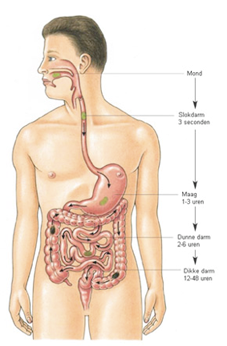 Mond
Slokdarm
3 seconden
Maag
1-3 uren
Dunne darm
2-6 uren
Dikke darm
12-48 uren